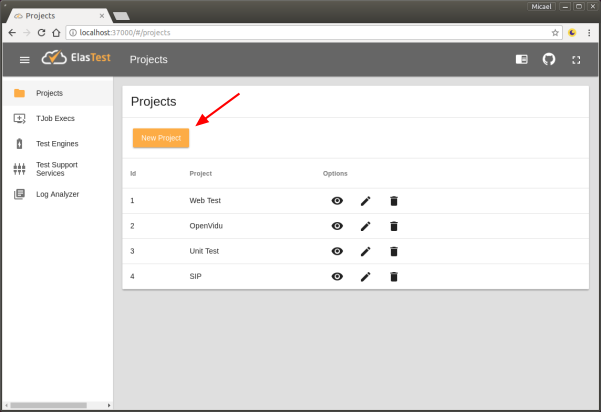 Micael
Projects
localhost:37000/#/projects
ElasTest
Projects
Projects
TJob Execs
Test Engines
Test Support
Services
Log Analyzer
Projects
New Project
Id Project Options
1 Web Test
2 OpenVidu
3 Unit Test
4 SIP